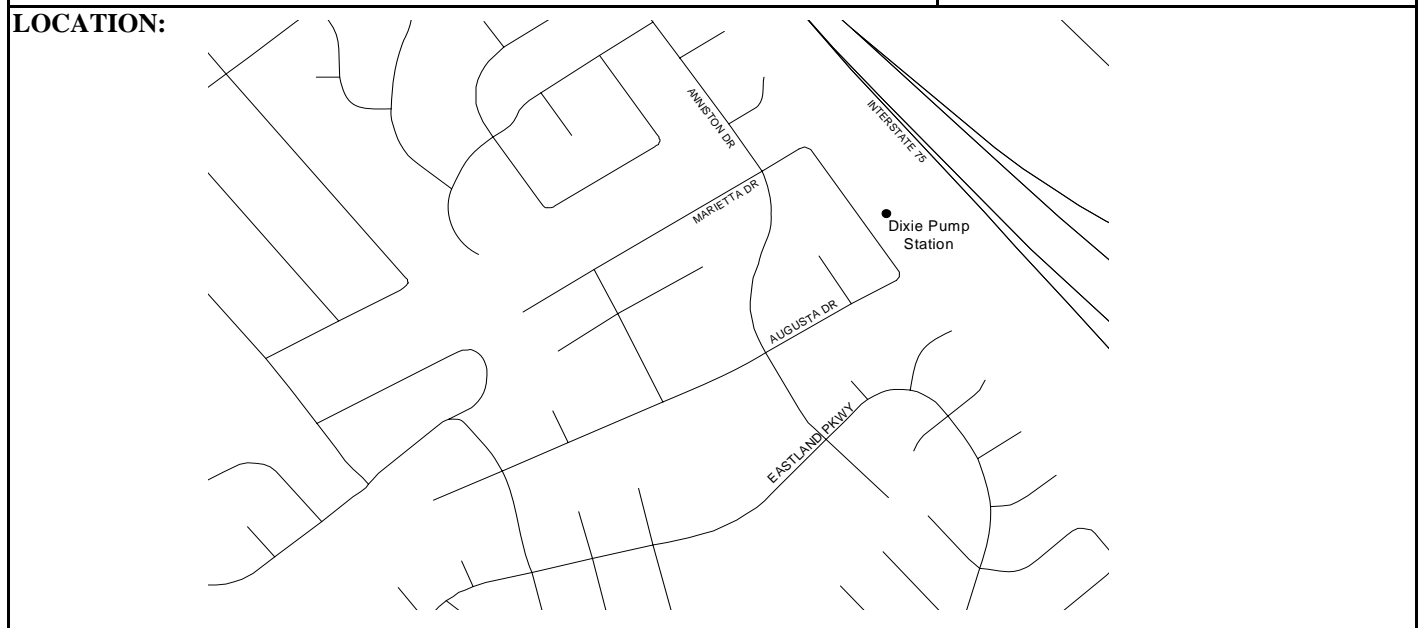 LOCATION:
ANNISTON DR
INTERSTATE 75
MARIETTA DR
Dixie Pump
Station
AUGUSTA DR
EASTLAND PKWY